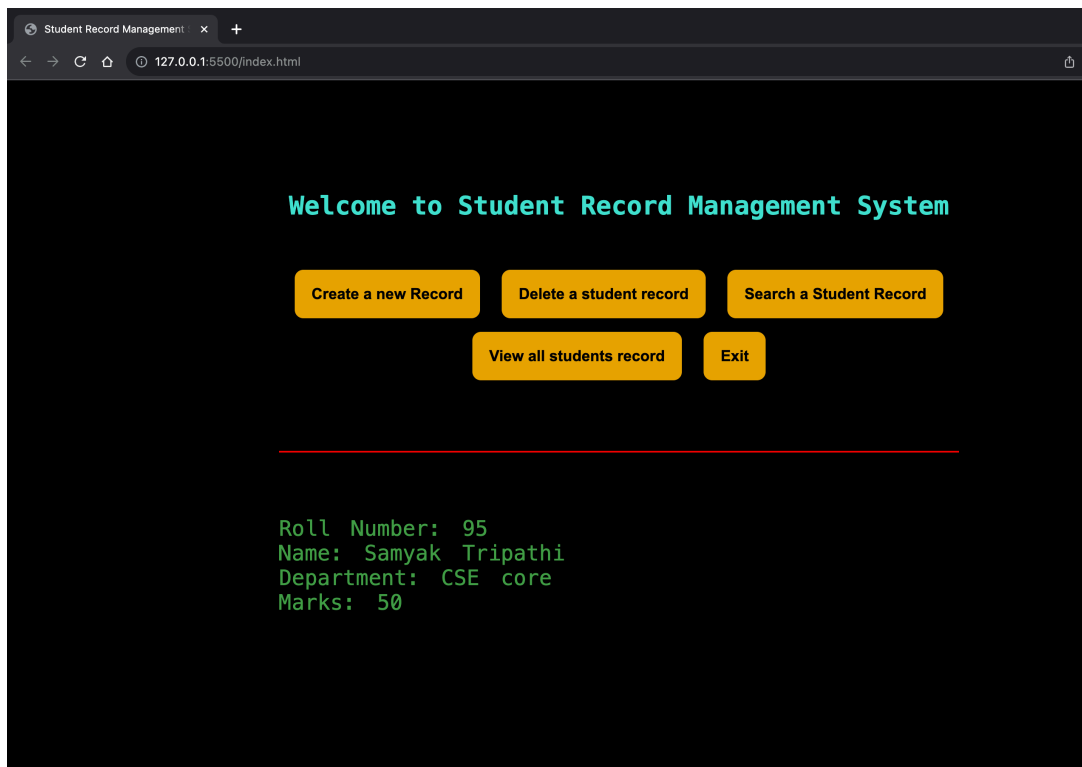 Student Record Management
127.0.0.1:5500/index.html
Welcome to Student Record Management System
Create a new Record
Delete a student record
Search a Student Record
View all students record
Exit
Roll Number: 95
Name: Samyak Tripathi
Department: CSE core
Marks: 50